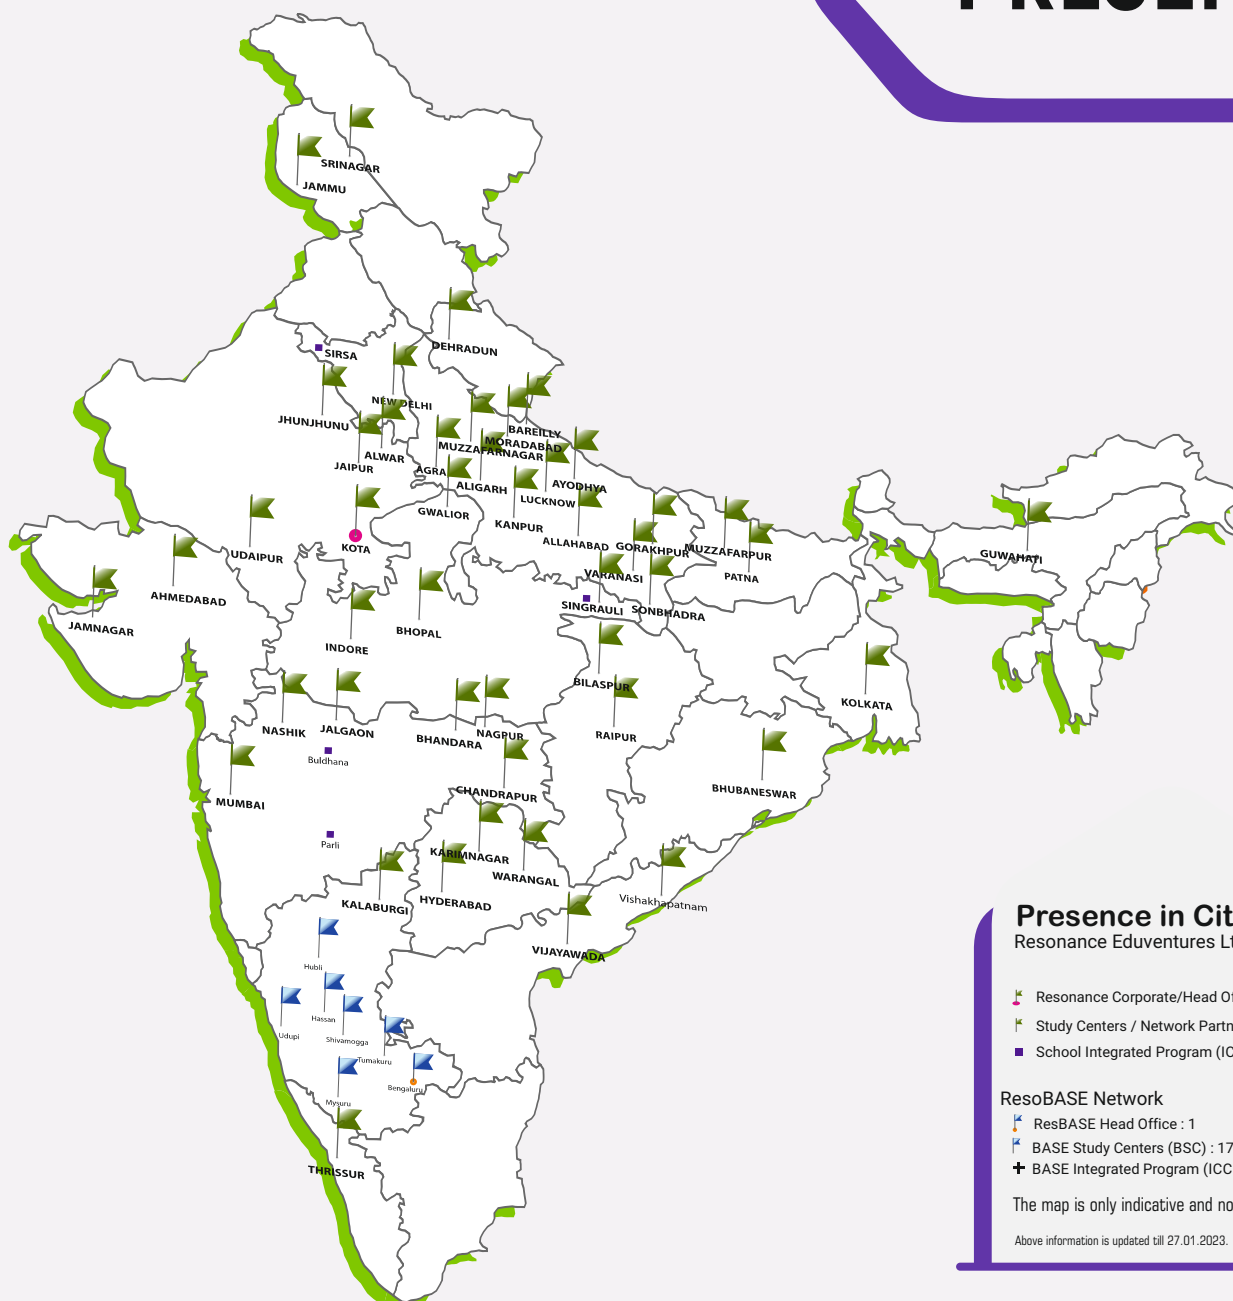 SRINAGAR
JAMMU
DEHRADUN
SIRSA
NEW DELHI
JHUNJHUNU
BAREILLY
MORADABAD
MUZZAFARNAGAR
ALWAR
JAIPUR
AGRA
ALIGARH
AYODHYA
LUCKNOW
GWALIOR
KANPUR
ALLAHABAD
GORAKHPUR
MUZZAFARPUR
KOTA
UDAIPUR
GUWAHATI
VARANASI
PATNA
AHMEDABAD
SINGRAULI
SONBHADRA
JAMNAGAR
BHOPAL
INDORE
BILASPUR
KOLKATA
NASHIK
JALGAON
BHANDARA
NAGPUR
RAIPUR
Buldhana
CHANDRAPUR
BHUBANESWAR
MUMBAI
Parli
KARIMNAGAR
WARANGAL
KALABURGI
HYDERABAD
Vishakhapatnam
VIJAYAWADA
Hubli
Hassan
Udupi
Shivamogga
Tumakuru
Bengaluru
Mysuru
THRISSUR
Presence in Cit
Resonance Eduventures Lt
Resonance Corporate/Head Of
Study Centers / Network Partn
School Integrated Program (IC
ResoBASE Network
ResBASE Head Office : 1
BASE Study Centers (BSC) : 17
BASE Integrated Program (ICC
The map is only indicative and no
Above information is updated till 27.01.2023.